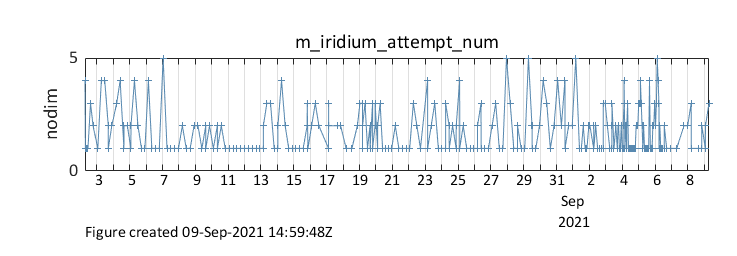 m_iridium_attempt_num
5
nodim
0
3 5 7 9 11 13 15 17 19 21 23 25 27 29 31 2 4 6 8
Sep
2021
Figure created 09-Sep-2021 14:59:48Z